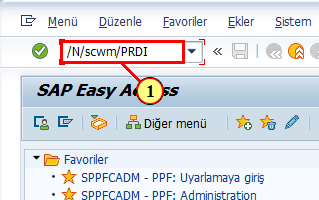 Menü Düzenle Favoriler Ekler Sistem
/N/scwm/PRDI
1
SAP Easy Access
Diğer menü
Favoriler
SPPFCADM - PPF: Uyarlamaya giriş
SPPFCADM - PPF: Administration